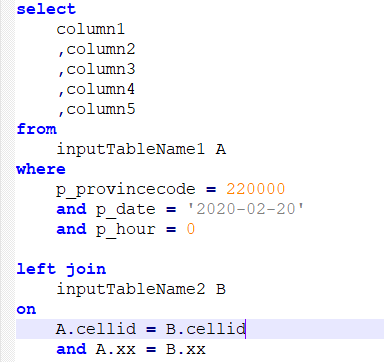 select
column1
,column2
,column3
,column4
,column5
from
inputTableName1 A
where
p_provincecode = 220000
and p_date = '2020-02-20'
and p_hour = 0
left join
inputTableName2 B
on
A.cellid = B.cellid
and A.xx = B.xx